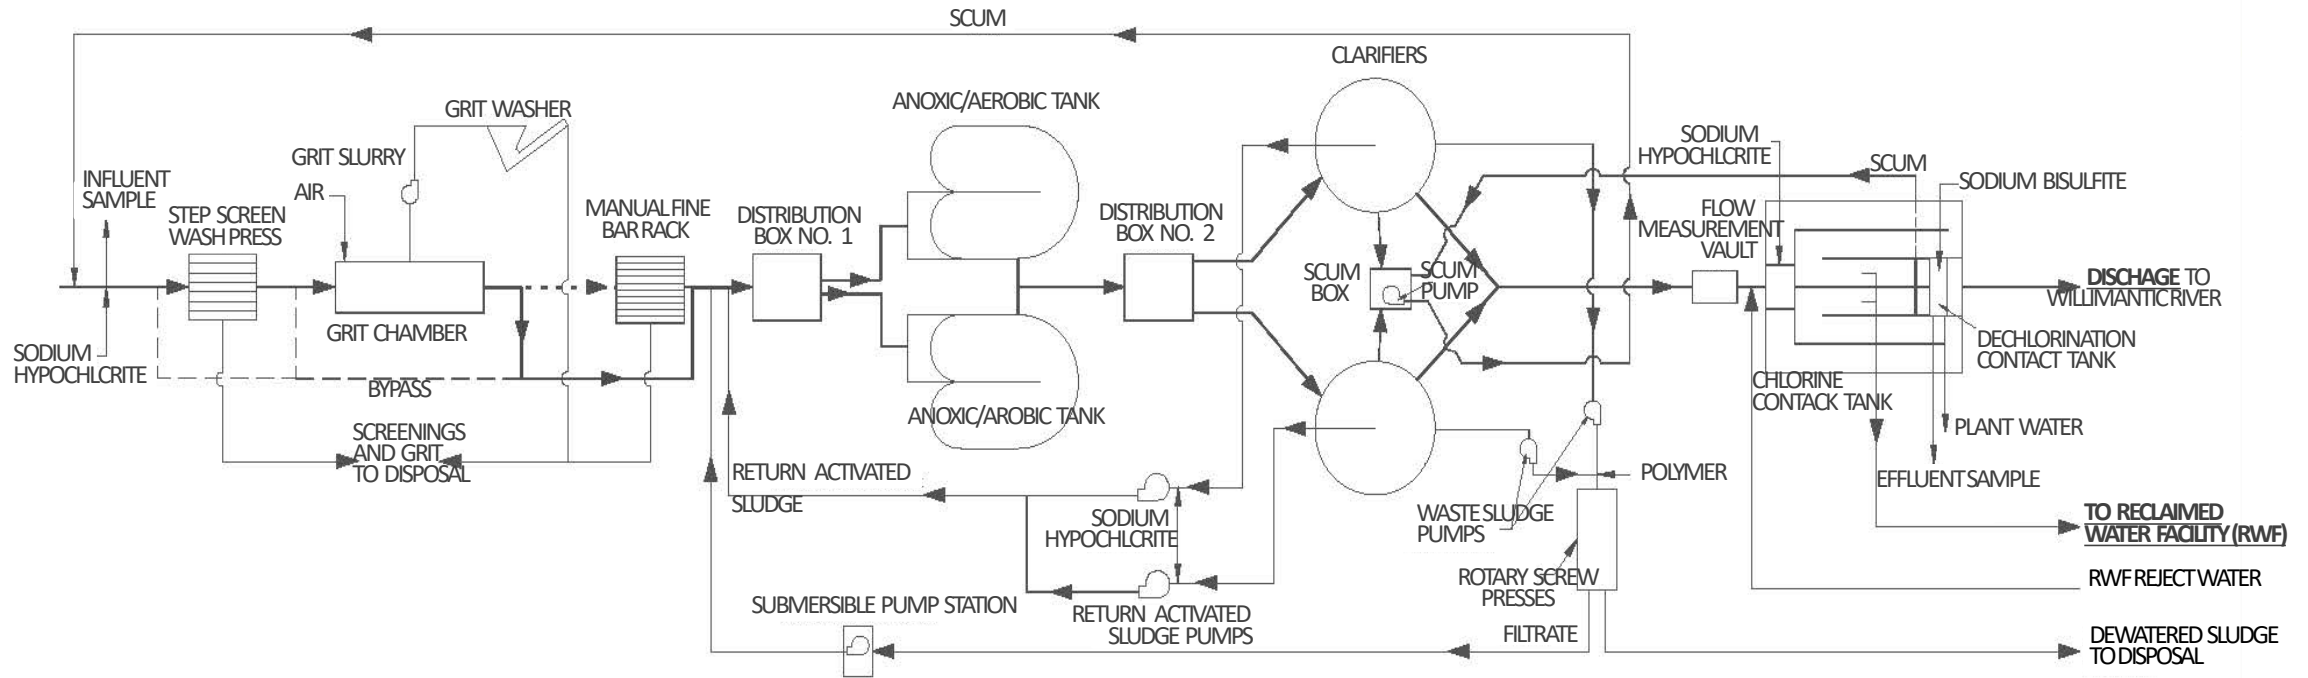 SCUM
CLARIFIERS
ANOXIC/AEROBIC TANK
GRIT WASHER
GRIT SLURRY
AIR
INFLUENT
SAMPLE
STEP SCREEN
WASH PRESS
MANUAL FINE
BAR RACK
DISTRIBUTION
BOX NO. 1
DISTRIBUTION
BOX NO. 2
SODIUM
HYPOCHLCRITE
SCUM
SODIUM BISULFITE
FLOW
MEASUREMENT
VAULT
SCUM
BOX
SCUM
PUMP
DISCHAGE TO
WILLIMANTIC RIVER
GRIT CHAMBER
SODIUM
HYPOCHLCRITE
BYPASS
DECHLORINATION
CONTACT TANK
CHLORINE
CONTACK TANK
ANOXIC/AROBIC TANK
PLANT WATER
SCREENINGS
AND GRIT
TO DISPOSAL
RETURN ACTIVATED
SLUDGE
POLYMER
EFFLUENT SAMPLE
SODIUM
HYPOCHLCRITE
WASTE SLUDGE
PUMPS
TO RECLAIMED
WATER FACILITY (RWF)
ROTARY SCREW
PRESSES
RWF REJECT WATER
SUBMERSIBLE PUMP STATION
RETURN ACTIVATED
SLUDGE PUMPS
FILTRATE
DEWATERED SLUDGE
TO DISPOSAL